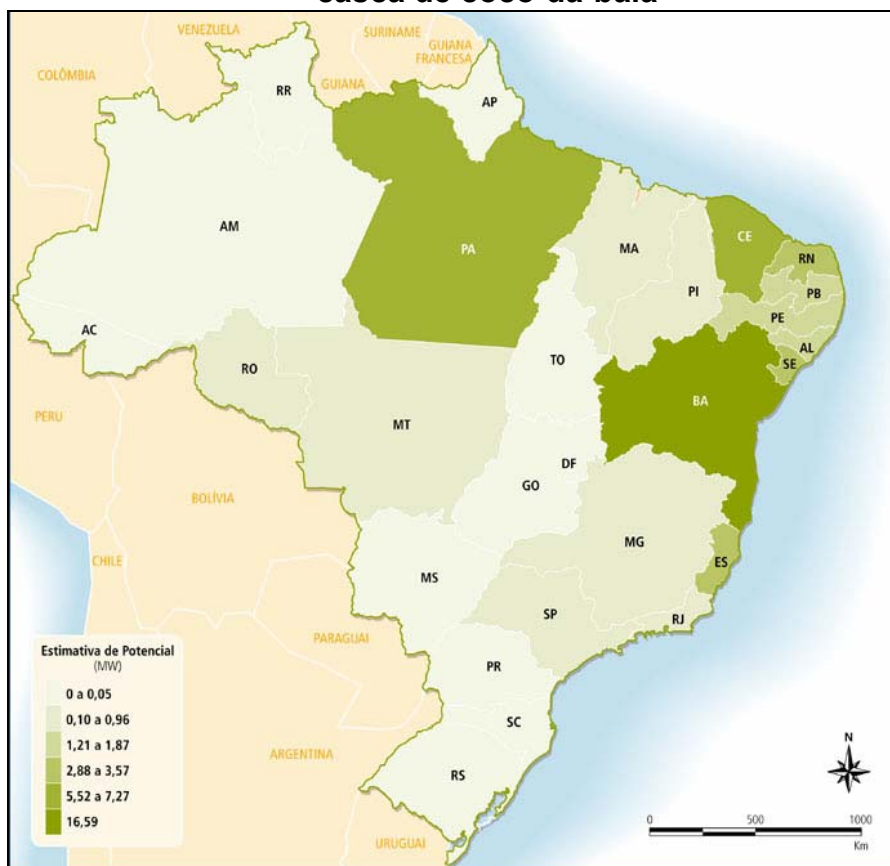 casca de coco-da-baía
VENEZUELA
SURINAME
GUIANA
FRANCESA
COLÔMBIA
GUIANA
RR
AP
AM
PA
MA
CE
RN
PI
PB
PE
AC
AL
TO
SE
RO
BA
PERU
MT
DF
GO
BOLÍVIA
MG
CHILE
ES
MS
SP
RJ
PARAGUAI
Estimativa de Potencial
(MW)
PR
0 a 0,05
0,10 a 0,96
SC
1,21 a 1,87
N
2,88 a 3,57
ARGENTINA
RS
5,52 a 7,27
16,59
0 500 1000
Km
URUGUAI